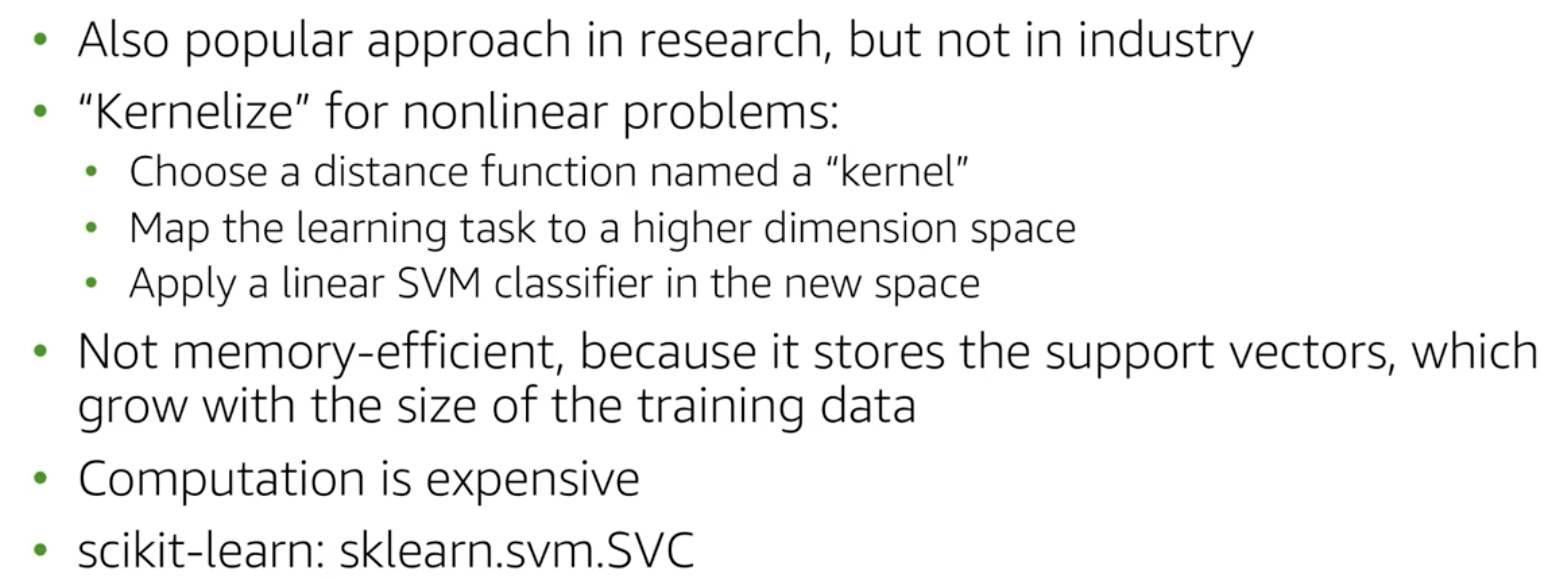 • Also popular approach in research, but not in industry
• “Kernelize” for nonlinear problems:
• Choose a distance function named a “kernel”
• Map the learning task to a higher dimension space
• Apply a linear SVM classifier in the new space
• Not memory-efficient, because it stores the support vectors, which
grow with the size of the training data
• Computation is expensive
• scikit-learn: sklearn.svm.SVC